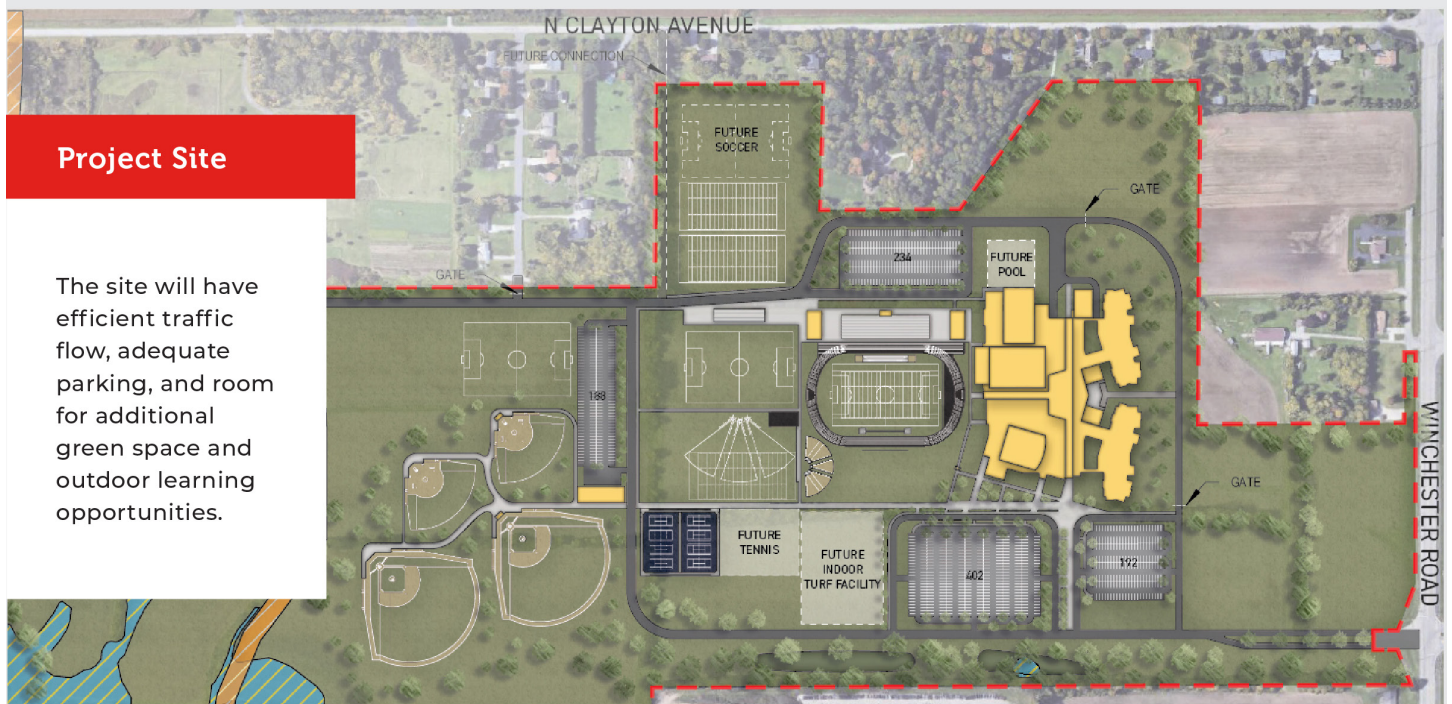 N CLAYTON AVENUE
FUTURE CONNECTION
Project Site
The site will have
efficient traffic
flow, adequate
parking, and room
for additional
green space and
outdoor learning
opportunities.
FUTURE
SOCCER
GATE
GATE
234
FUTURE
POOL
188
WINCHESTER ROAD
GATE
FUTURE
TENNIS
FUTURE
INDOOR
TURF FACILITY
402
192